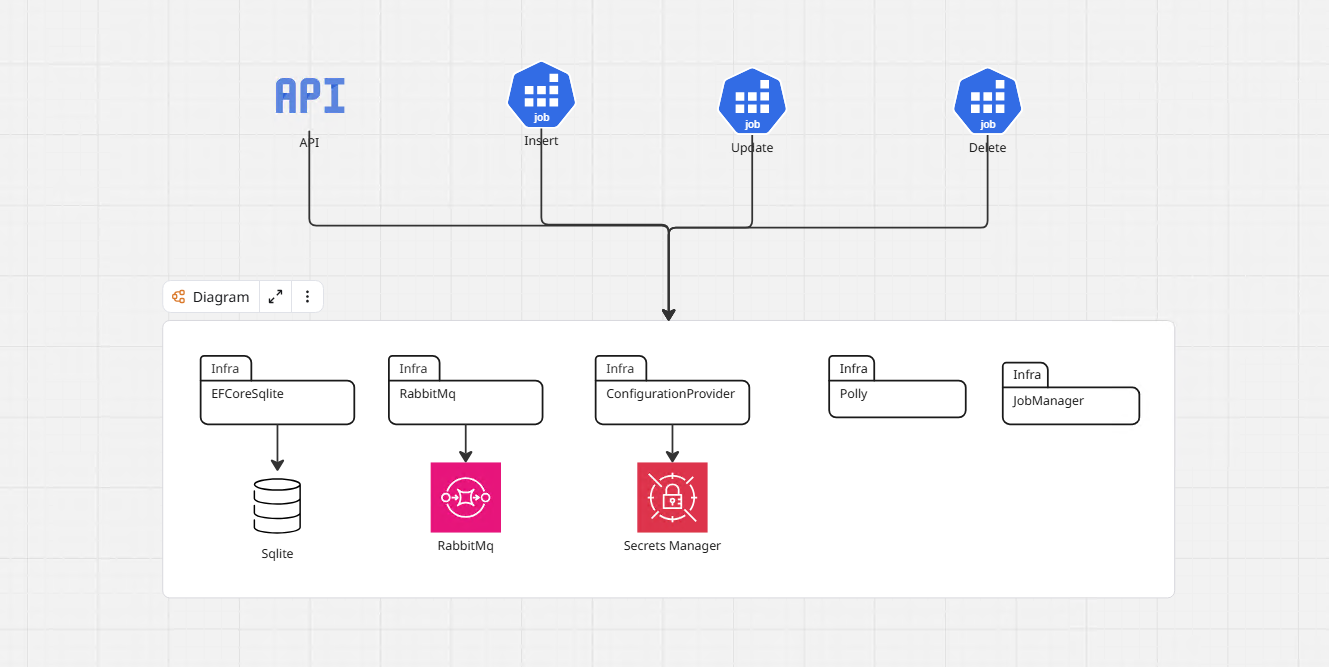 API
job
job
job
API
Insert
Update
Delete
Diagram
Infra
Infra
Infra
Infra
Infra
EFCoreSqlite
RabbitMq
ConfigurationProvider
Polly
JobManager
Sqlite
RabbitMq
Secrets Manager